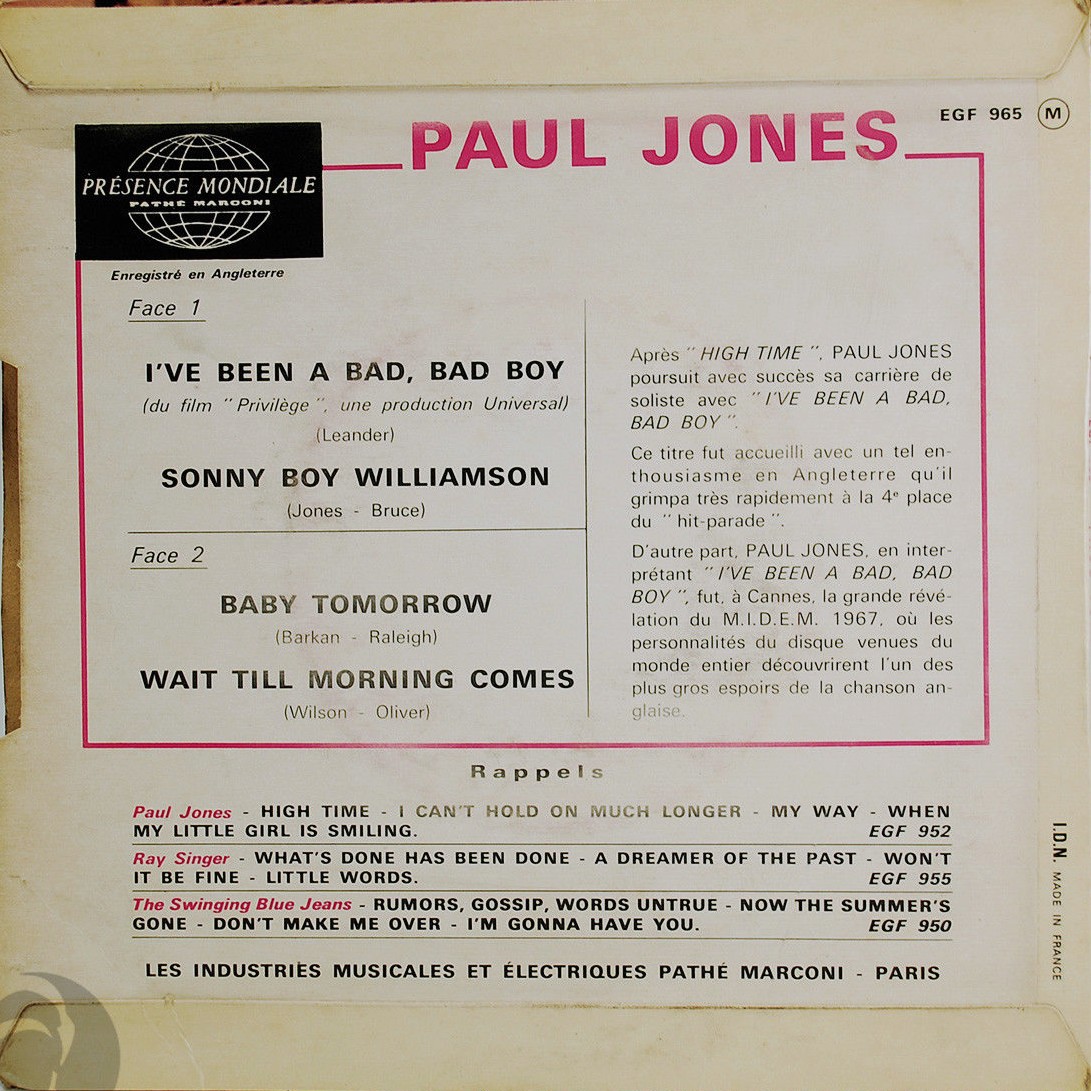 PAUL JONES
EGF 965 M
PRÉSENCE MONDIALE
PATHÉ MARCONI
Enregistré en Angleterre
Face 1
I'VE BEEN A BAD, BAD BOY
(du film "Privilège", une production Universal)
(Leander)
SONNY BOY WILLIAMSON
(Jones - Bruce)
Face 2
BABY TOMORROW
(Barkan - Raleigh)
WAIT TILL MORNING COMES
(Wilson - Oliver)
Après "HIGH TIME", PAUL JONES
poursuit avec succès sa carrière de
soliste avec "I'VE BEEN A BAD,
BAD BOY".
Ce titre fut accueilli avec un tel en-
thousiasme en Angleterre qu'il
grimpa très rapidement à la 4e place
du "hit-parade".
D'autre part, PAUL JONES, en inter-
prétant "I'VE BEEN A BAD, BAD
BOY", fut, à Cannes, la grande révé-
lation du M.I.D.E.M. 1967, où les
personnalités du disque venues du
monde entier découvrirent l'un des
plus gros espoirs de la chanson an-
glaise.
Rappels
Paul Jones - HIGH TIME - I CAN'T HOLD ON MUCH LONGER - MY WAY - WHEN
MY LITTLE GIRL IS SMILING. EGF 952
Ray Singer - WHAT'S DONE HAS BEEN DONE - A DREAMER OF THE PAST - WON'T
IT BE FINE - LITTLE WORDS. EGF 955
The Swinging Blue Jeans - RUMORS, GOSSIP, WORDS UNTRUE - NOW THE SUMMER'S
GONE - DON'T MAKE ME OVER - I'M GONNA HAVE YOU. EGF 950
LES INDUSTRIES MUSICALES ET ÉLECTRIQUES PATHÉ MARCONI - PARIS
I.D.N. MADE IN FRANCE